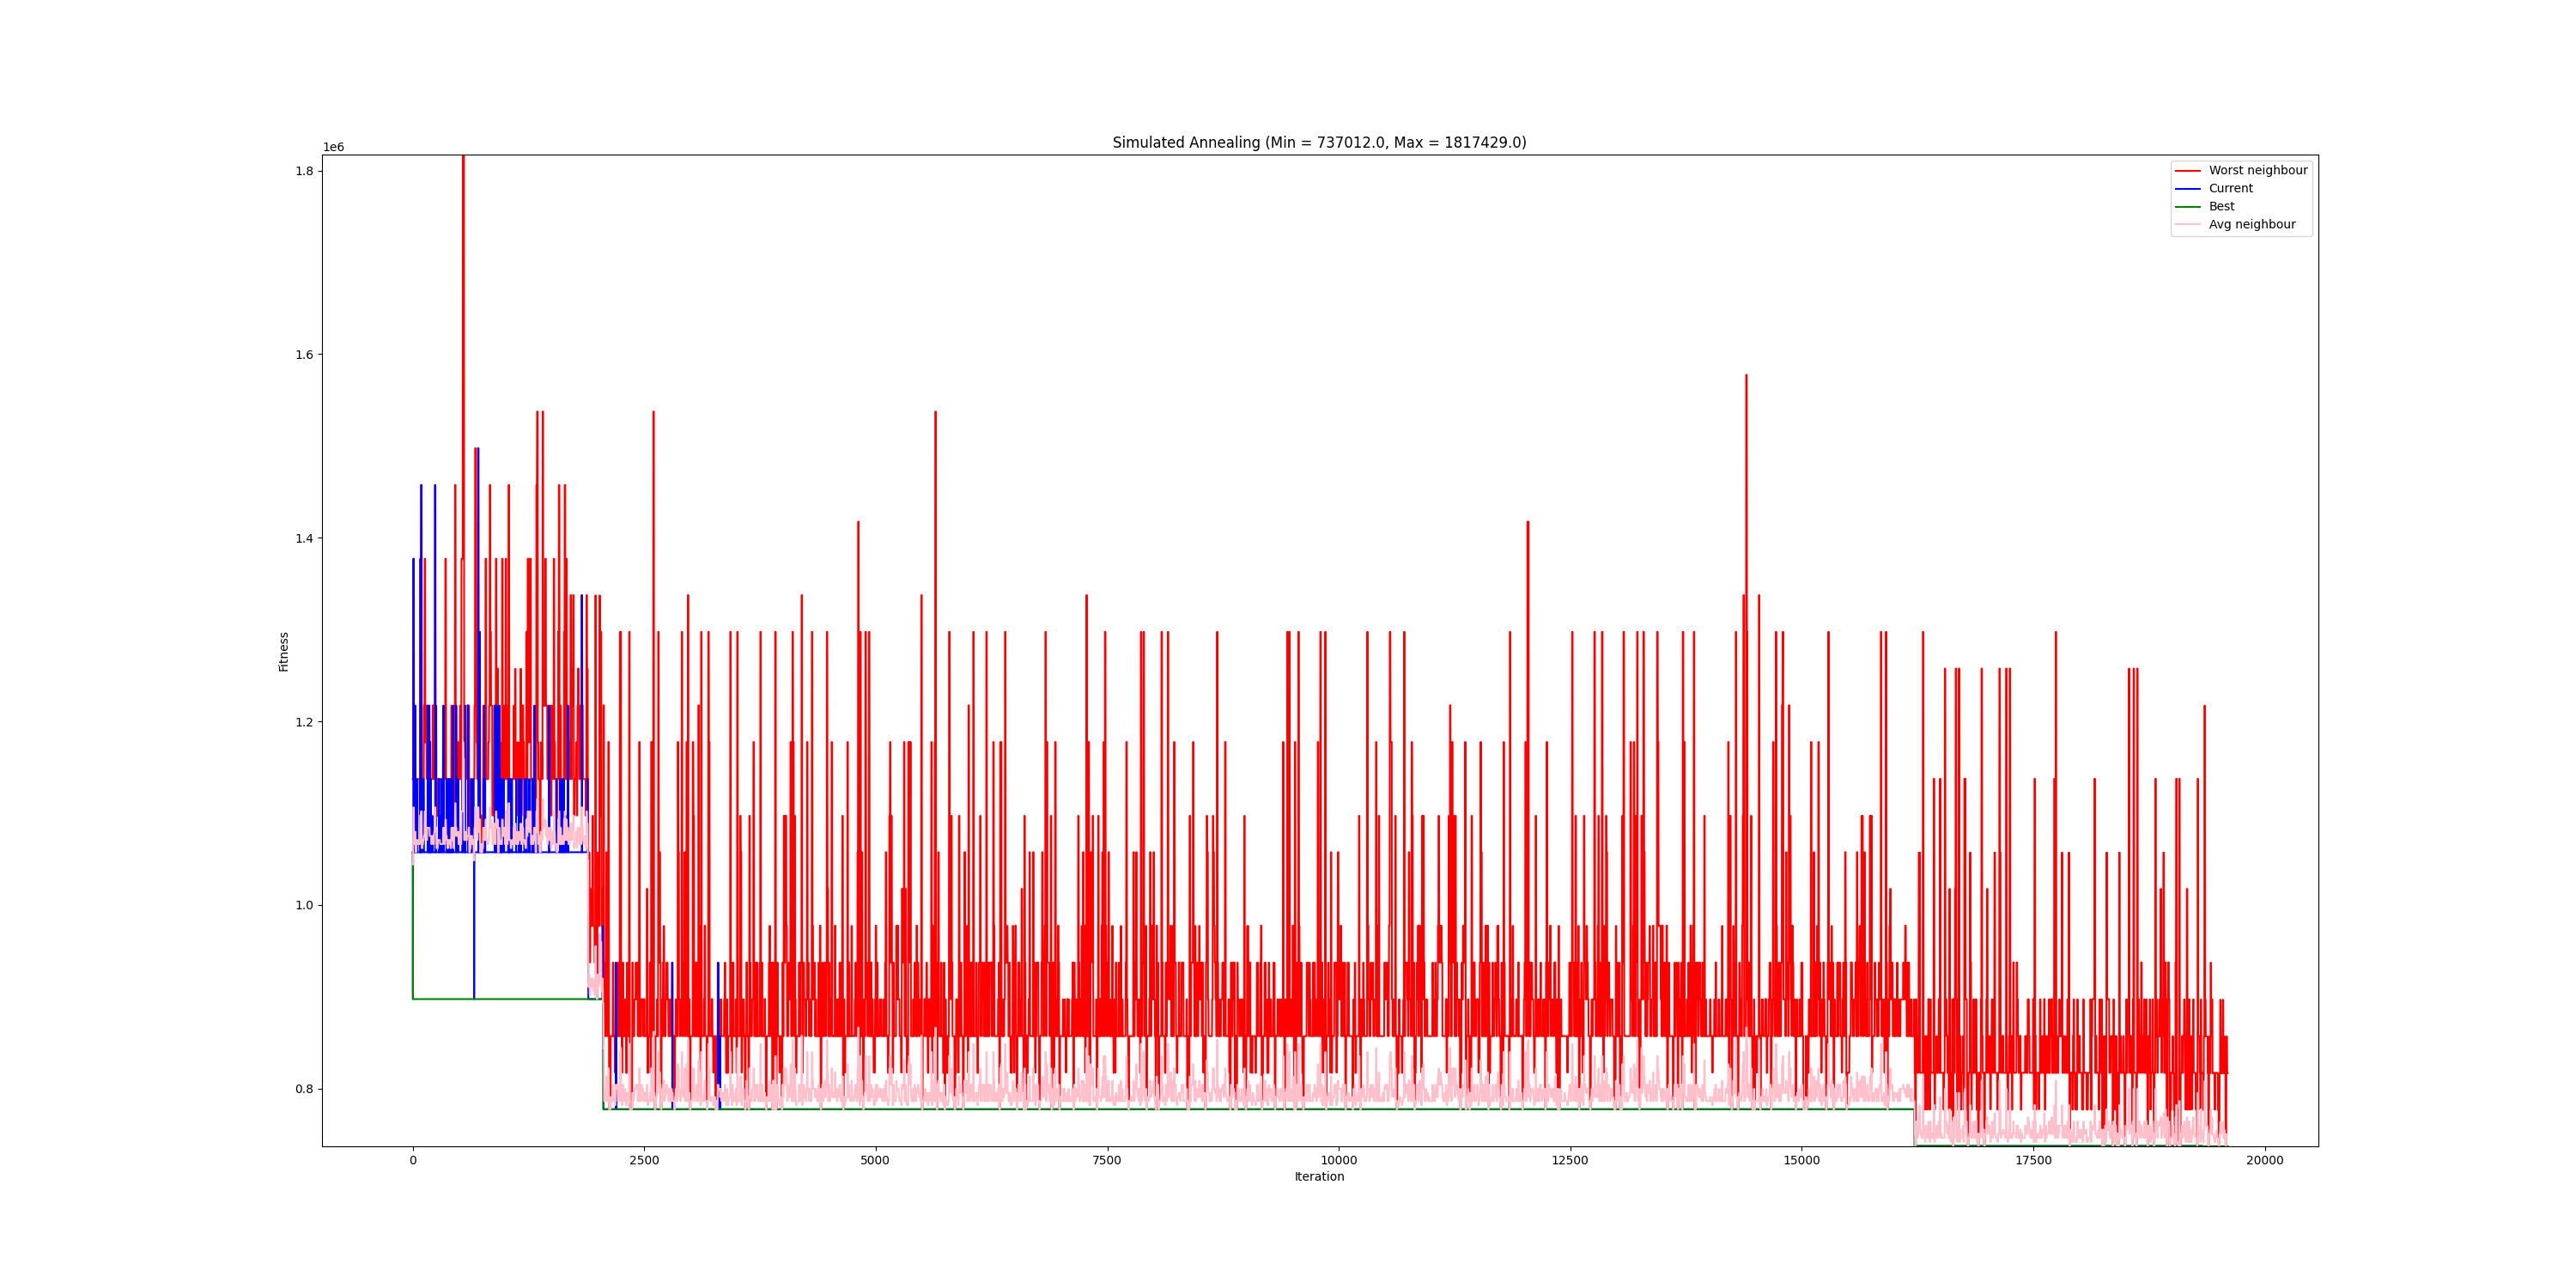 Simulated Annealing (Min = 737012.0, Max = 1817429.0)
1e6
1.8
1.6
1.4
1.2
1.0
0.8
Fitness
Worst neighbour
Current
Best
Avg neighbour
0
2500
5000
7500
10000
12500
15000
17500
20000
Iteration